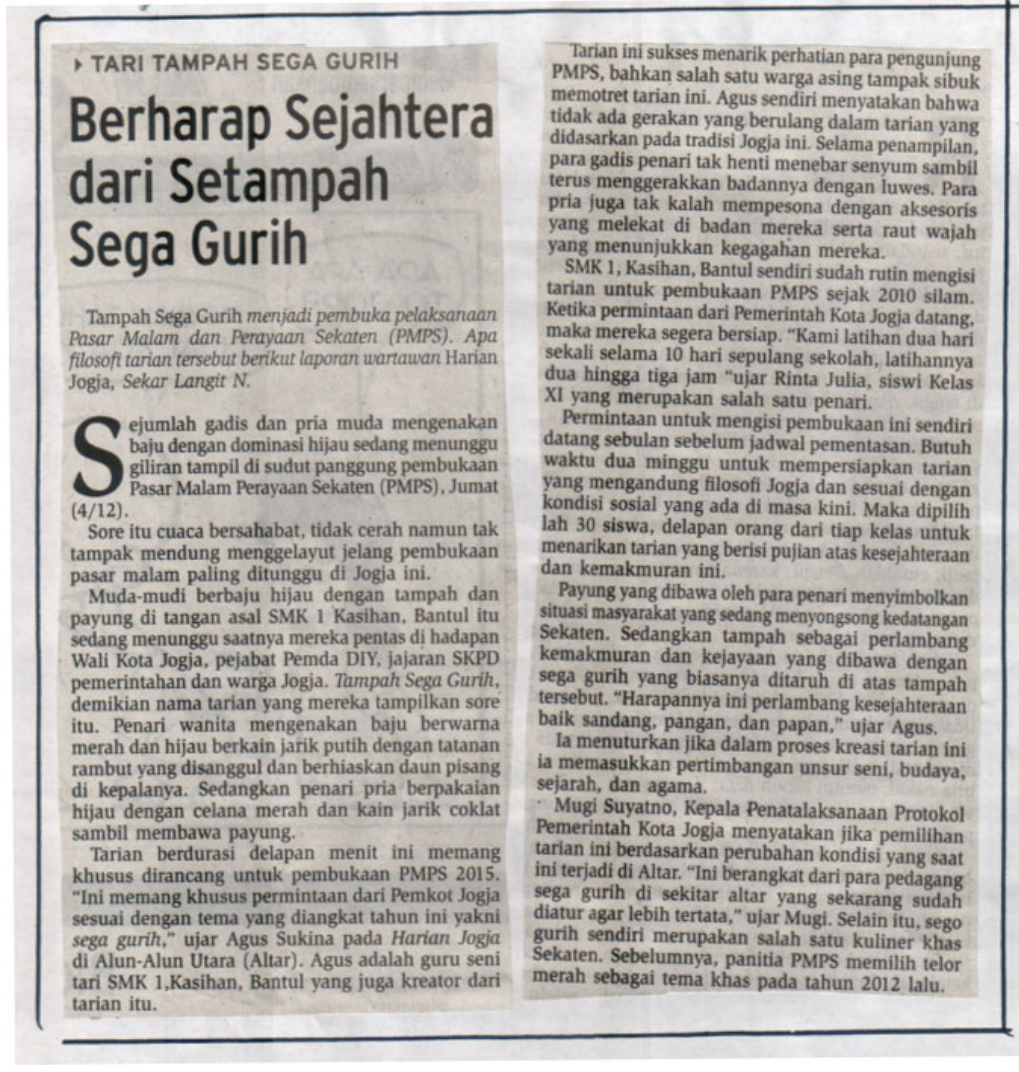 ▸ TARI TAMPAH SEGA GURIH
Berharap Sejahtera
dari Setampah
Sega Gurih
Tampah Sega Gurih menjadi pembuka pelaksanaan
Pasar Malam dan Perayaan Sekaten (PMPS). Apa
filosofi tarian tersebut berikut laporan wartawan Harian
Jogja, Sekar Langit N.
Sejumlah gadis dan pria muda mengenakan
baju dengan dominasi hijau sedang menunggu
giliran tampil di sudut panggung pembukaan
Pasar Malam Perayaan Sekaten (PMPS), Jumat
(4/12).
Sore itu cuaca bersahabat, tidak cerah namun tak
tampak mendung menggelayut jelang pembukaan
pasar malam paling ditunggu di Jogja ini.
Muda-mudi berbaju hijau dengan tampah dan
payung di tangan asal SMK 1 Kasihan, Bantul itu
sedang menunggu saatnya mereka pentas di hadapan
Wali Kota Jogja, pejabat Pemda DIY, jajaran SKPD
pemerintahan dan warga Jogja. Tampah Sega Gurih,
demikian nama tarian yang mereka tampilkan sore
itu. Penari wanita mengenakan baju berwarna
merah dan hijau berkain jarik putih dengan tatanan
rambut yang disanggul dan berhiaskan daun pisang
di kepalanya. Sedangkan penari pria berpakaian
hijau dengan celana merah dan kain jarik coklat
sambil membawa payung.
Tarian berdurasi delapan menit ini memang
khusus dirancang untuk pembukaan PMPS 2015.
“Ini memang khusus permintaan dari Pemkot Jogja
sesuai dengan tema yang diangkat tahun ini yakni
sega gurih,” ujar Agus Sukina pada Harian Jogja
di Alun-Alun Utara (Altar). Agus adalah guru seni
tari SMK 1,Kasihan, Bantul yang juga kreator dari
tarian itu.
Tarian ini sukses menarik perhatian para pengunjung
PMPS, bahkan salah satu warga asing tampak sibuk
memotret tarian ini. Agus sendiri menyatakan bahwa
tidak ada gerakan yang berulang dalam tarian yang
didasarkan pada tradisi Jogja ini. Selama penampilan,
para gadis penari tak henti menebar senyum sambil
terus menggerakkan badannya dengan luwes. Para
pria juga tak kalah mempesona dengan aksesoris
yang melekat di badan mereka serta raut wajah
yang menunjukkan kegagahan mereka.
SMK 1, Kasihan, Bantul sendiri sudah rutin mengisi
tarian untuk pembukaan PMPS sejak 2010 silam.
Ketika permintaan dari Pemerintah Kota Jogja datang,
maka mereka segera bersiap. “Kami latihan dua hari
sekali selama 10 hari sepulang sekolah, latihannya
dua hingga tiga jam “ujar Rinta Julia, siswi Kelas
XI yang merupakan salah satu penari.
Permintaan untuk mengisi pembukaan ini sendiri
datang sebulan sebelum jadwal pementasan. Butuh
waktu dua minggu untuk mempersiapkan tarian
yang mengandung filosofi Jogja dan sesuai dengan
kondisi sosial yang ada di masa kini. Maka dipilih
lah 30 siswa, delapan orang dari tiap kelas untuk
menarikan tarian yang berisi pujian atas kesejahteraan
dan kemakmuran ini.
Payung yang dibawa oleh para penari menyimbolkan
situasi masyarakat yang sedang menyongsong kedatangan
Sekaten. Sedangkan tampah sebagai perlambang
kemakmuran dan kejayaan yang dibawa dengan
sega gurih yang biasanya ditaruh di atas tampah
tersebut. “Harapannya ini perlambang kesejahteraan
baik sandang, pangan, dan papan,” ujar Agus.
Ia menuturkan jika dalam proses kreasi tarian ini
ia memasukkan pertimbangan unsur seni, budaya,
sejarah, dan agama.
Mugi Suyatno, Kepala Penatalaksanaan Protokol
Pemerintah Kota Jogja menyatakan jika pemilihan
tarian ini berdasarkan perubahan kondisi yang saat
ini terjadi di Altar. “Ini berangkat dari para pedagang
sega gurih di sekitar altar yang sekarang sudah
diatur agar lebih tertata,” ujar Mugi. Selain itu, sego
gurih sendiri merupakan salah satu kuliner khas
Sekaten. Sebelumnya, panitia PMPS memilih telor
merah sebagai tema khas pada tahun 2012 lalu.